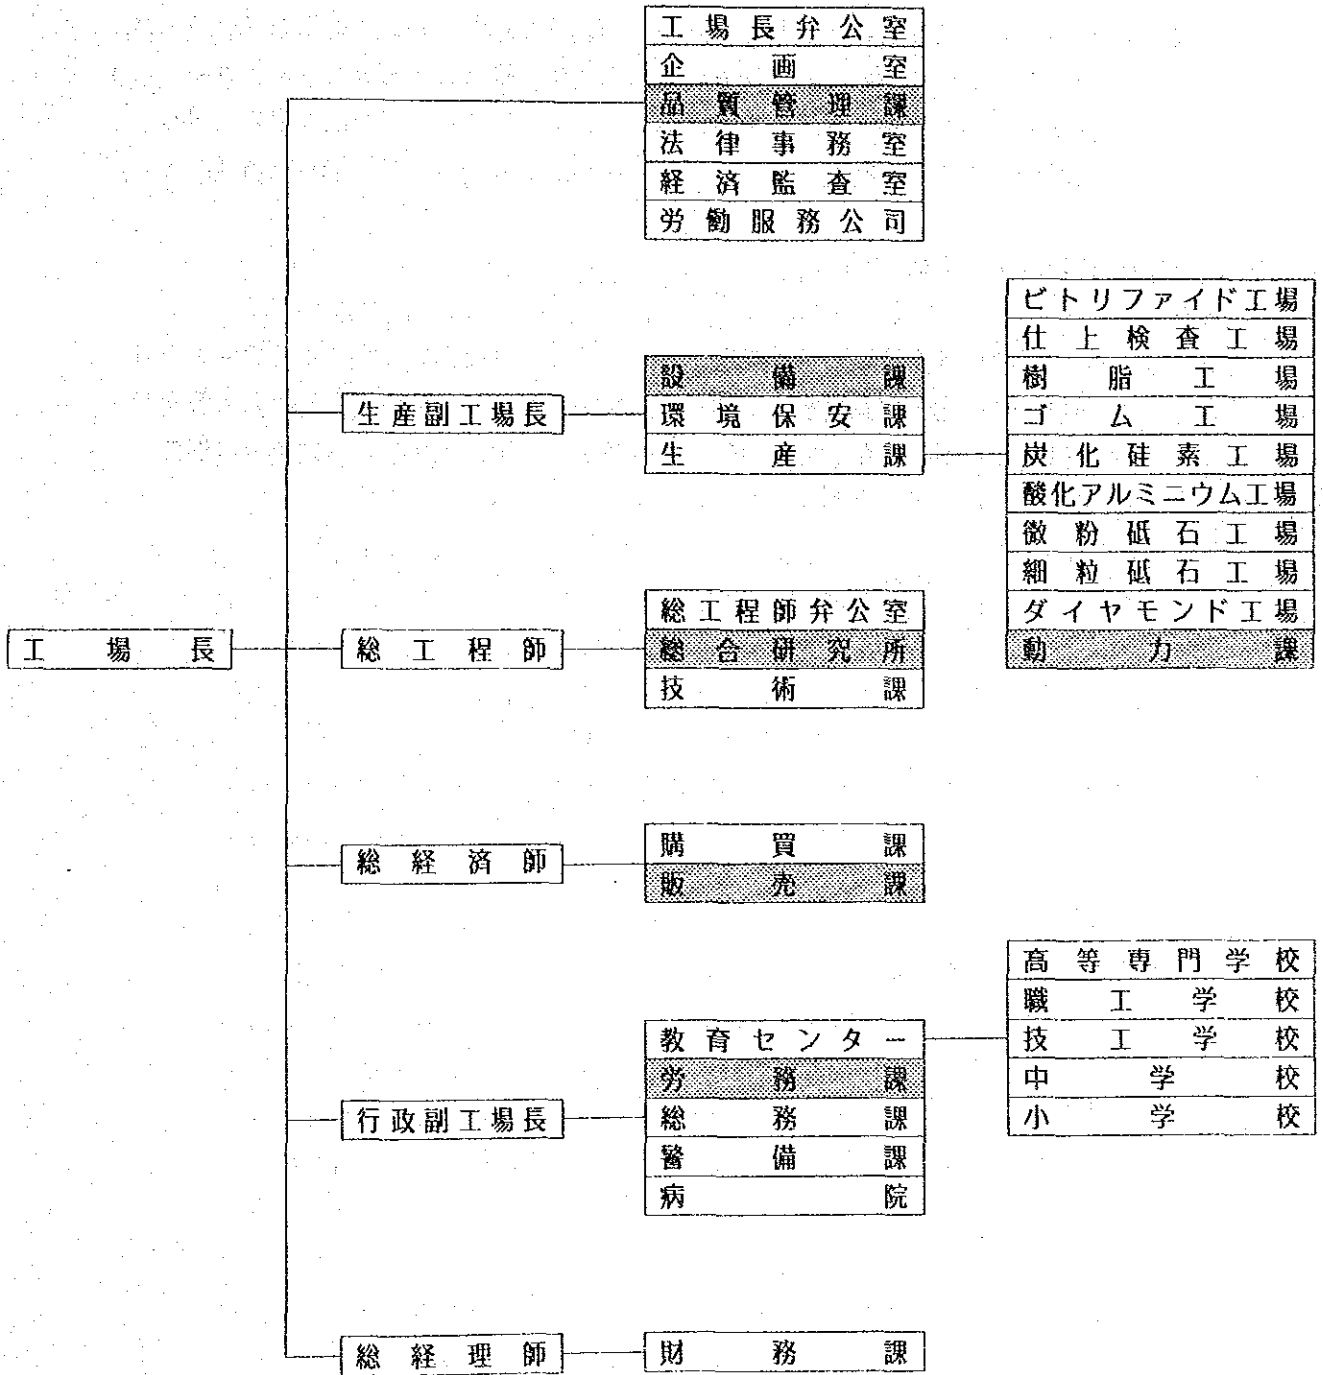 工場長弁公室
企画室
品質管理課
法律事務室
経済監査室
労働服務公司
ビトリファイド工場
仕上検査工場
樹脂工場
ゴム工場
炭化硅素工場
酸化アルミニウム工場
微粉砥石工場
細粒砥石工場
ダイヤモンド工場
動力課
設備課
環境保安課
生産課
生産副工場長
総工程師弁公室
総合研究所
技術課
工場長
総工程師
購買課
販売課
総経済師
高等専門学校
職工学校
技工学校
中学校
小学校
教育センター
労務課
総務課
警備課
病院
行政副工場長
総経理師
財務課